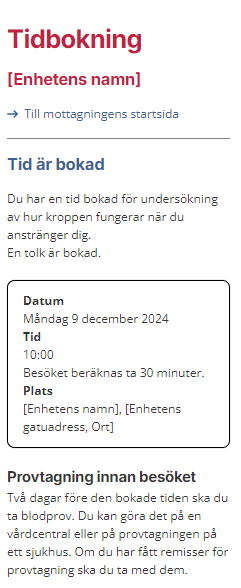 Tidbokning
[Enhetens namn]
→ Till mottagningens startsida
Tid är bokad
Du har en tid bokad för undersökning
av hur kroppen fungerar när du
anstränger dig.
En tolk är bokad.
Datum
Måndag 9 december 2024
Tid
10:00
Besöket beräknas ta 30 minuter.
Plats
[Enhetens namn], [Enhetens
gatuadress, Ort]
Provtagning innan besöket
Två dagar före den bokade tiden ska du
ta blodprov. Du kan göra det på en
vårdcentral eller på provtagningen på
ett sjukhus. Om du har fått remisser för
provtagning ska du ta med dem.